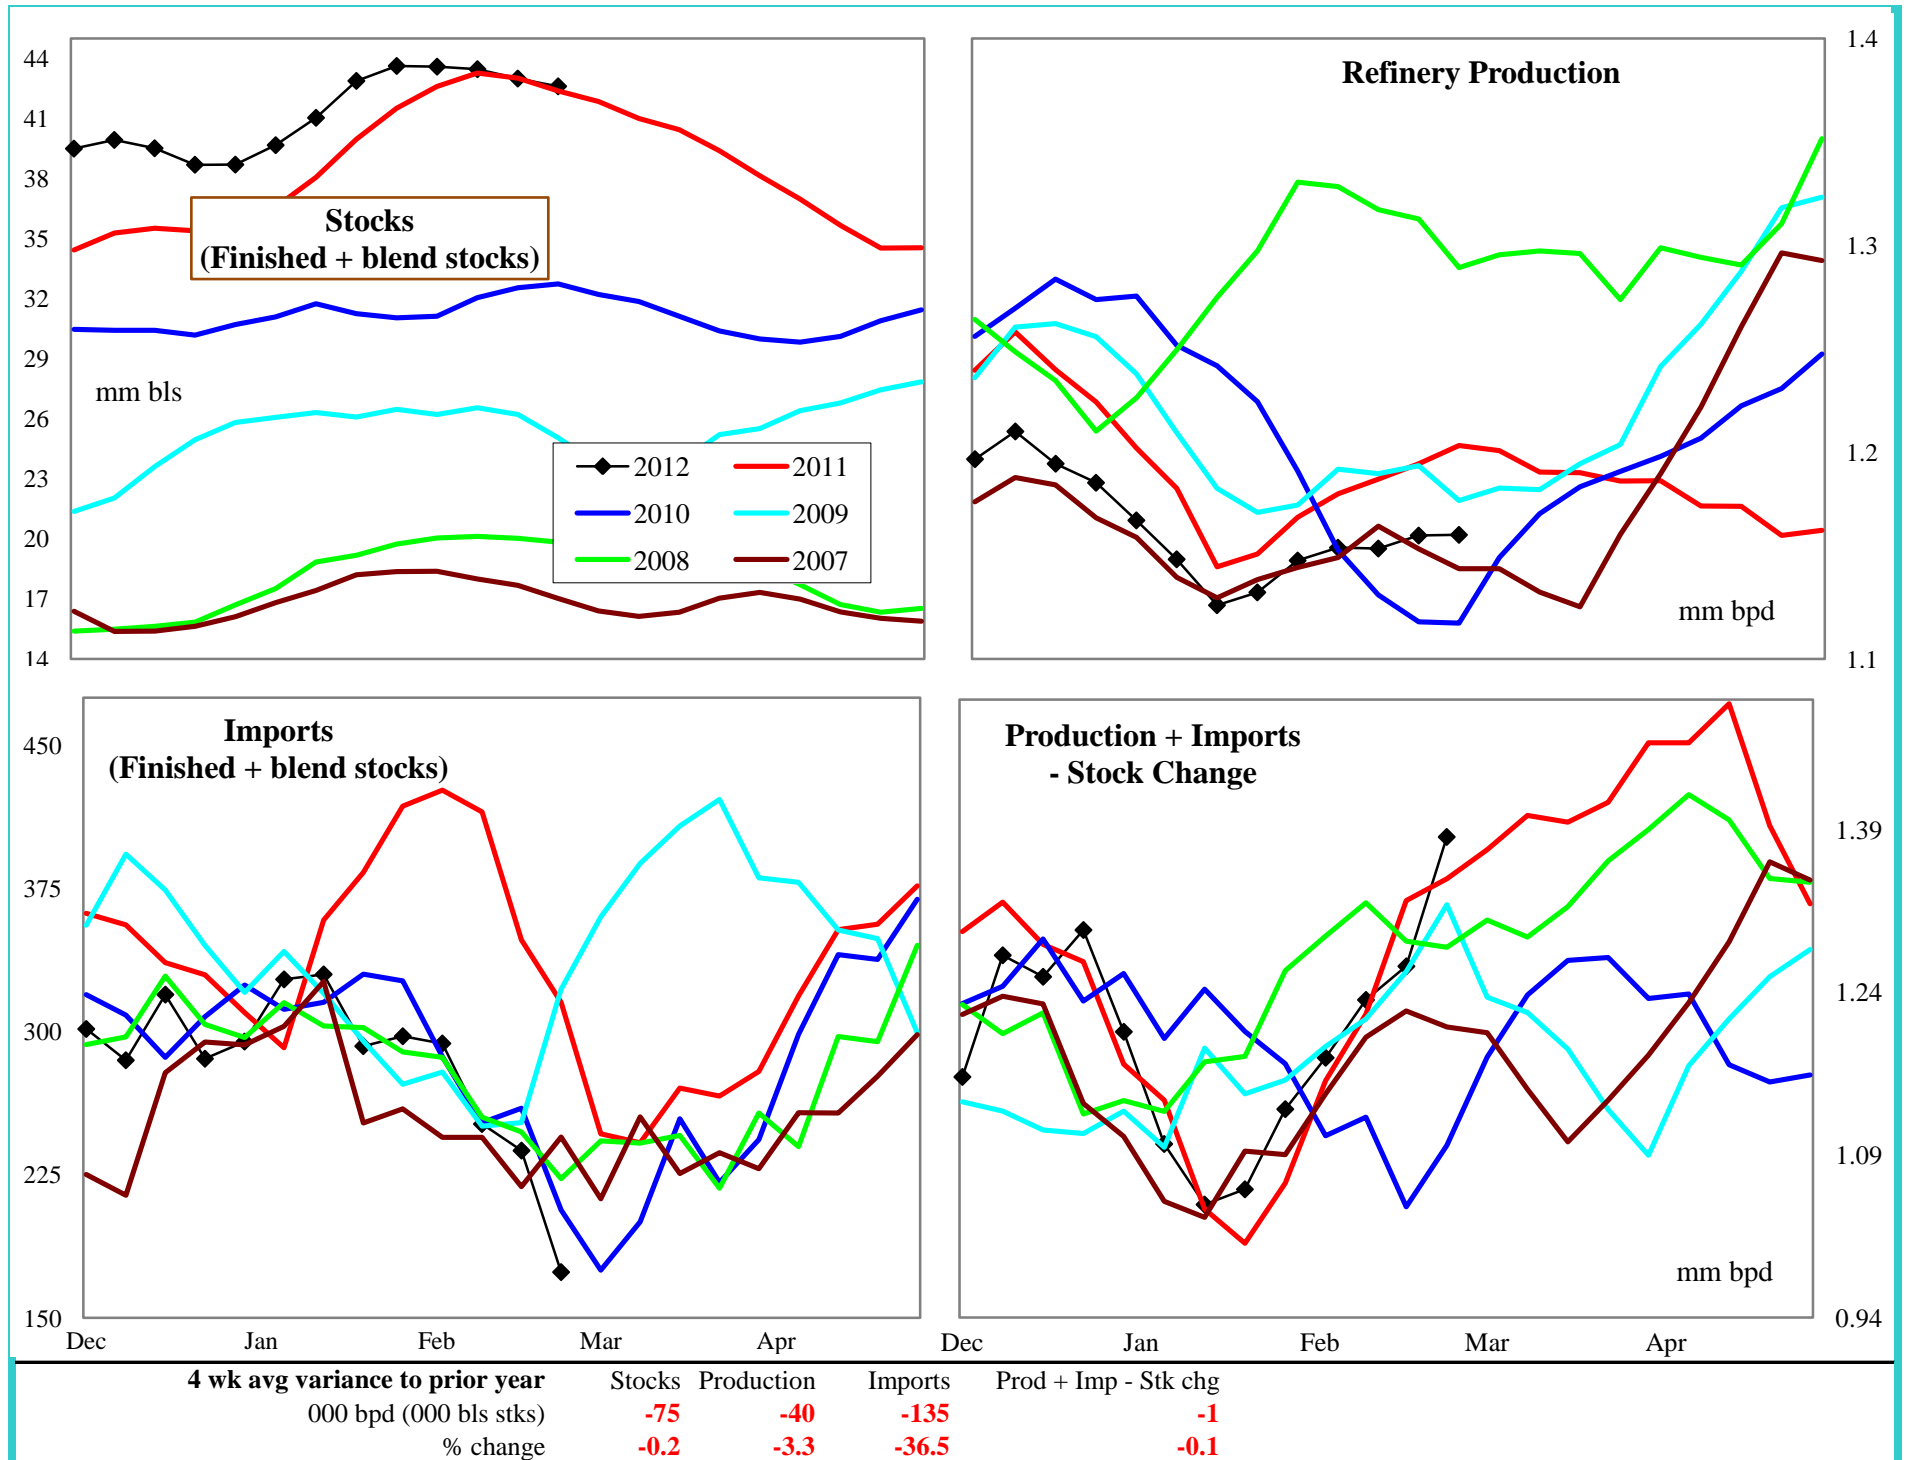 44
41
38
35
32
29
26
23
20
17
14
Stocks
(Finished + blend stocks)
mm bls
2012
2011
2010
2009
2008
2007
Refinery Production
mm bpd
1.4
1.3
1.2
1.1
Imports
(Finished + blend stocks)
450
375
300
225
150
Dec Jan Feb Mar Apr
Production + Imports
- Stock Change
mm bpd
1.39
1.24
1.09
0.94
Dec Jan Feb Mar Apr
4 wk avg variance to prior year Stocks Production Imports Prod + Imp - Stk chg
000 bpd (000 bls stks) -75 -40 -135 -1
% change -0.2 -3.3 -36.5 -0.1